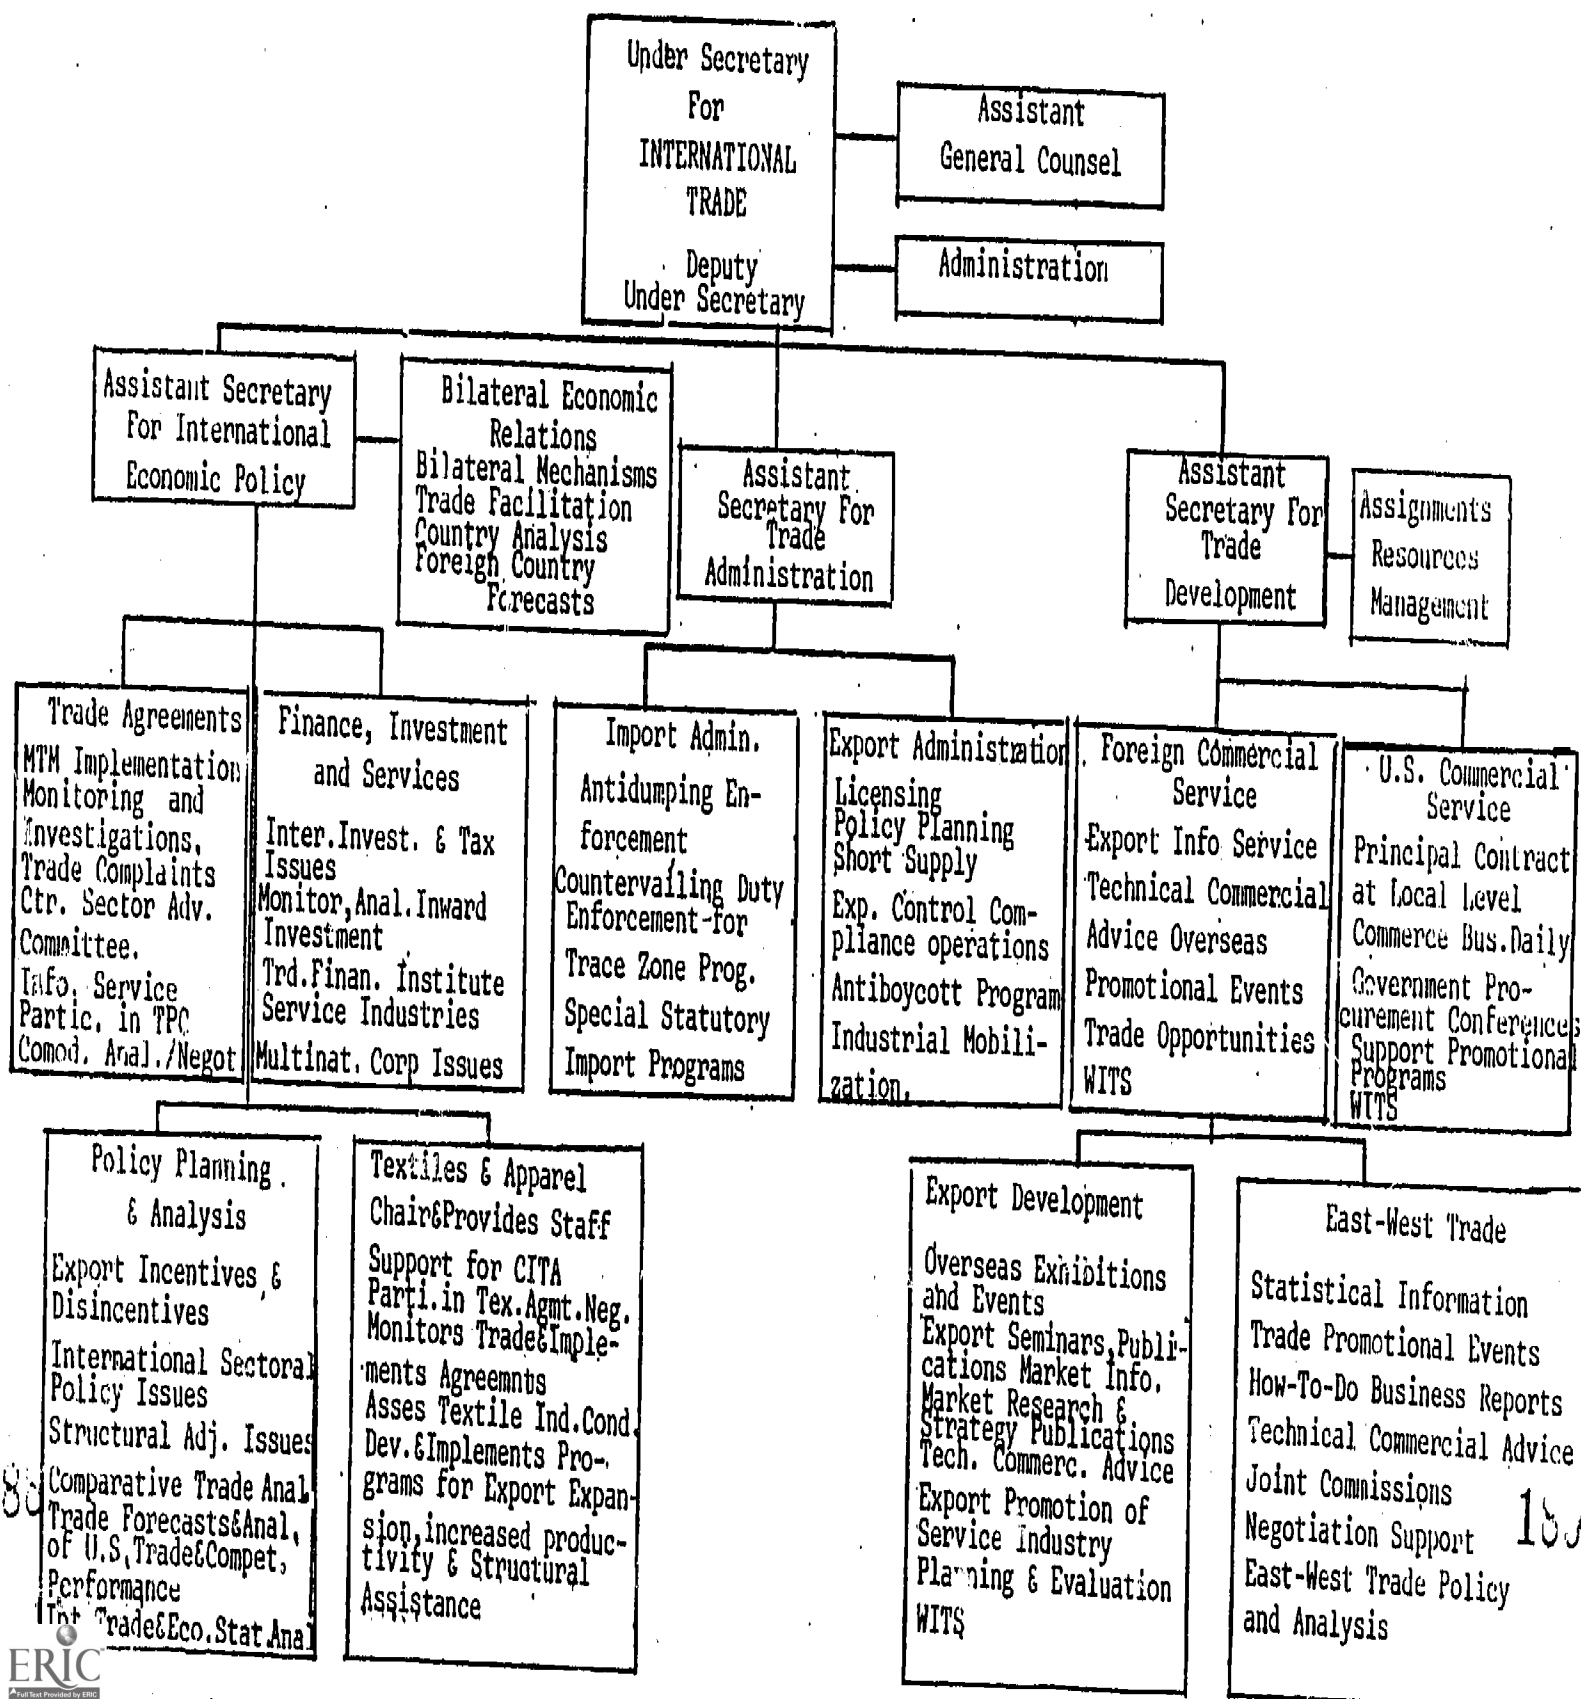 Under Secretary
For
INTERNATIONAL
TRADE
Deputy
Under Secretary
Assistant
General Counsel
Administration
Assistant Secretary
For International
Economic Policy
Bilateral Economic
Relations
Bilateral Mechanisms
Trade Facilitation
Country Analysis
Foreign Country
Forecasts
Assistant
Secretary For
Trade
Administration
Assistant
Secretary For
Trade
Development
Assignments
Resources
Management
Trade Agreements
MTM Implementation
Monitoring and
Investigations,
Trade Complaints
Ctr. Sector Adv.
Committee.
Info. Service
Partic. in TPC
Comod. Anal./Negot
Finance, Investment
and Services
Inter.Invest. & Tax
Issues
Monitor,Anal.Inward
Investment
Trd.Finan. Institute
Service Industries
Multinat. Corp Issues
Import Admin.
Antidumping En-
forcement
Countervailing Duty
Enforcement-for
Trace Zone Prog.
Special Statutory
Import Programs
Export Administration
Licensing
Policy Planning
Short Supply
Exp. Control Com-
pliance operations
Antiboycott Program
Industrial Mobili-
zation.
Foreign Commercial
Service
Export Info Service
Technical Commercial
Advice Overseas
Promotional Events
Trade Opportunities
WITS
U.S. Commercial
Service
Principal Contract
at Local Level
Commerce Bus.Daily
Government Pro-
curement Conferences
Support Promotional
Programs
WITS
Policy Planning
& Analysis
Export Incentives &
Disincentives
International Sectoral
Policy Issues
Structural Adj. Issues
Comparative Trade Anal.
Trade Forecasts&Anal.
of U.S.Trade&Compet.
Performance
Int Trade&Eco.Stat.Anal
Textiles & Apparel
Chair&Provides Staff
Support for CITA
Parti.in Tex.Agmt.Neg.
Monitors Trade&Imple-
ments Agreemnts
Asses Textile Ind.Cond.
Dev.&Implements Pro-
grams for Export Expan-
sion,increased produc-
tivity & Structural
Assistance
Export Development
Overseas Exhibitions
and Events
Export Seminars,Publi-
cations Market Info.
Market Research &
Strategy Publications
Tech. Commerc. Advice
Export Promotion of
Service Industry
Planning & Evaluation
WITS
East-West Trade
Statistical Information
Trade Promotional Events
How-To-Do Business Reports
Technical Commercial Advice
Joint Commissions
Negotiation Support
East-West Trade Policy
and Analysis
ERIC
Full Text Provided by ERIC